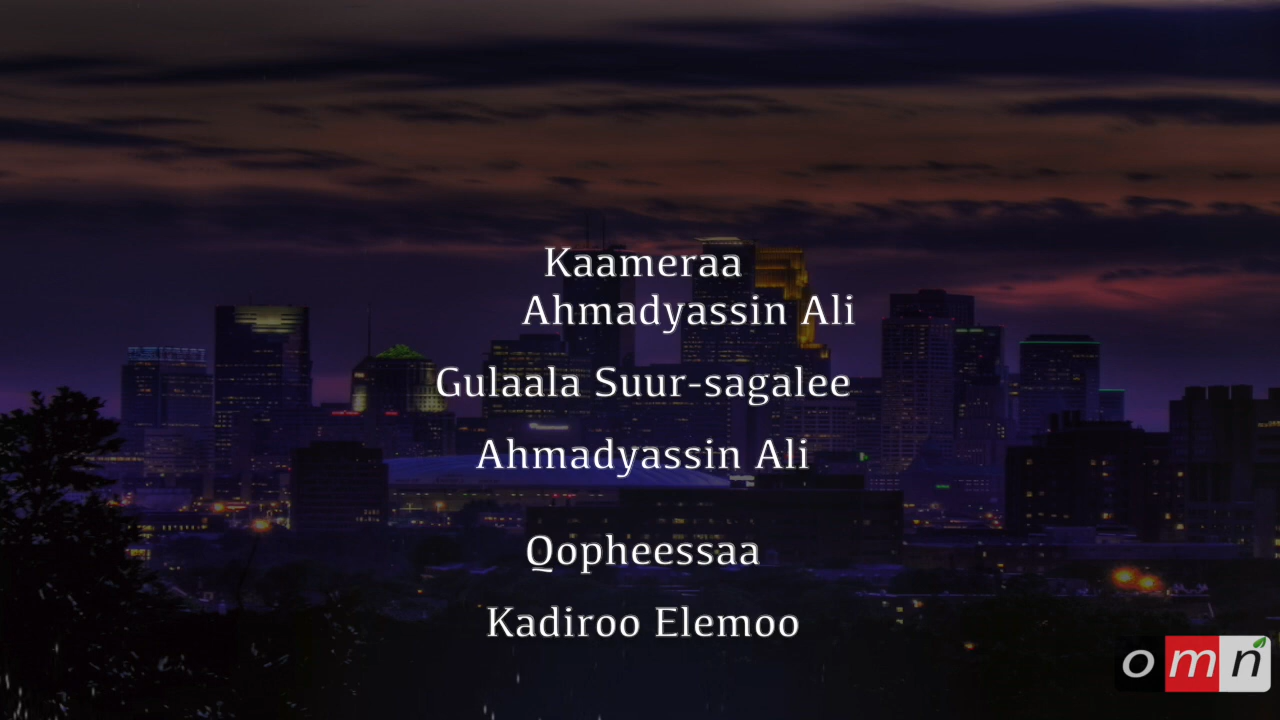 Kaameraa
Ahmadyassin Ali
Gulaala Suur-sagalee
Ahmadyassin Ali
Qopheessaa
Kadiroo Elemoo
omn